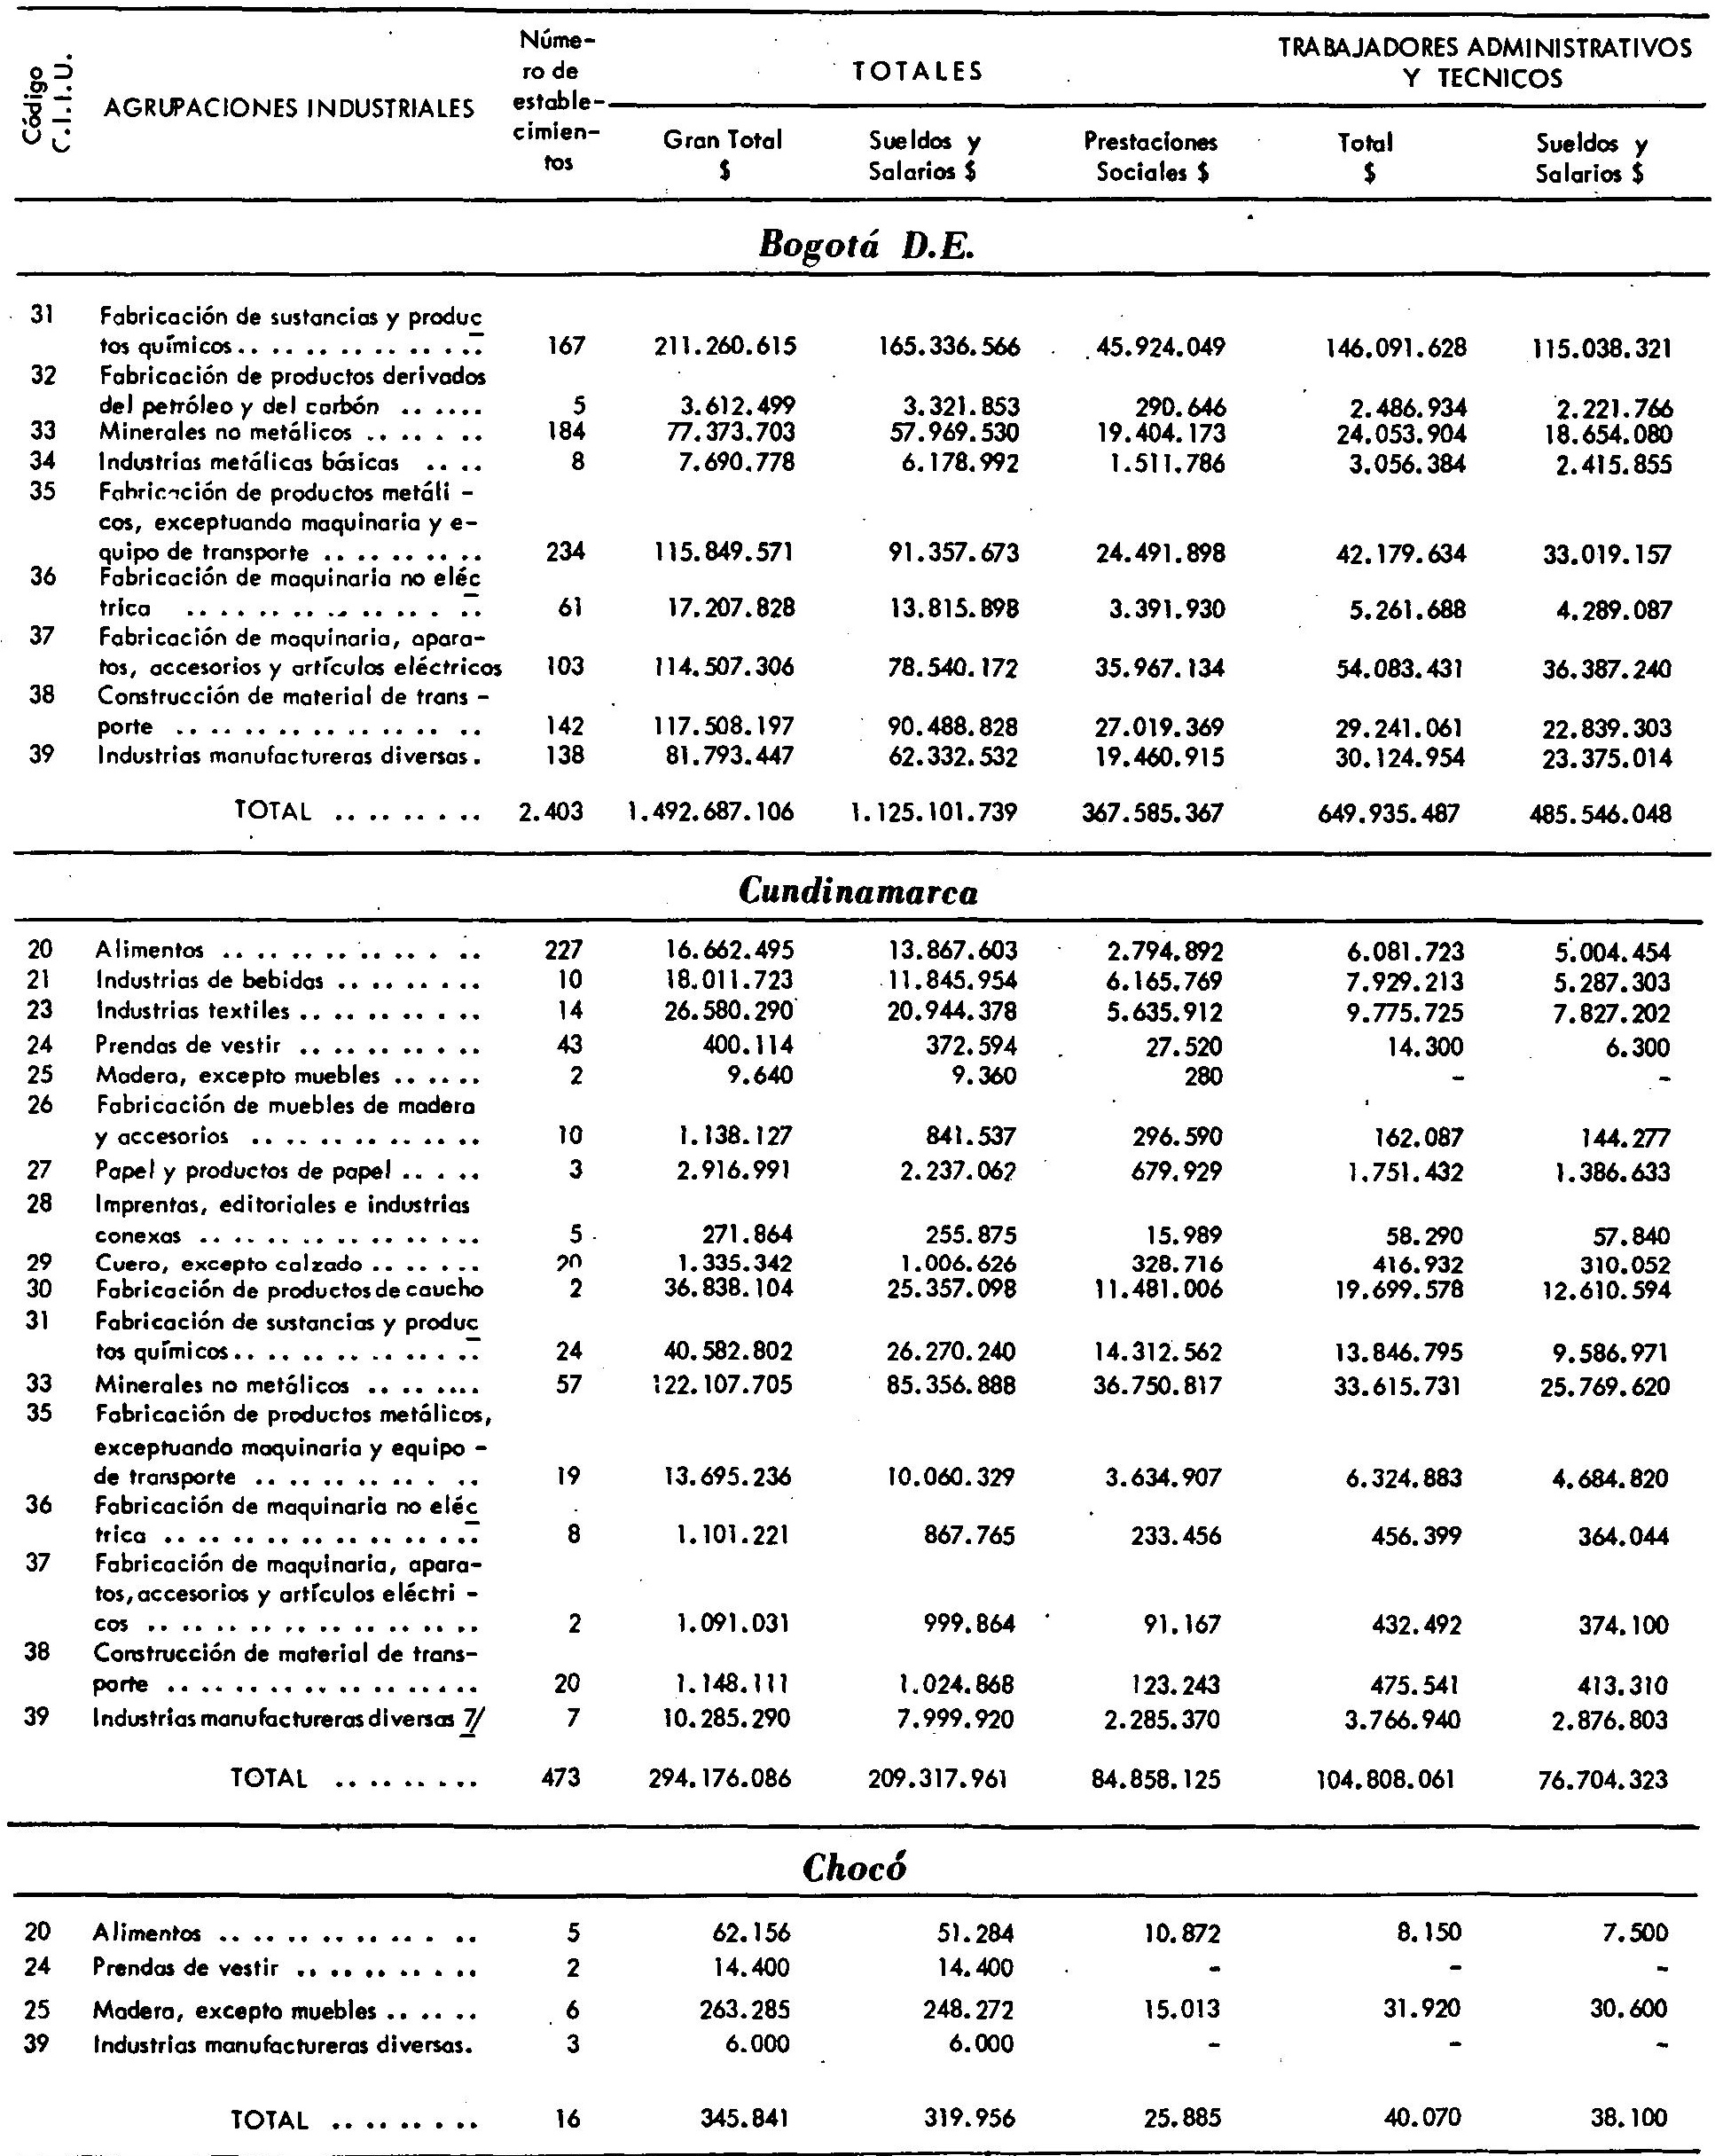 Código C.I.I.U.
AGRUPACIONES INDUSTRIALES
Núme-
ro de
estable-
cimien-
tos
TOTALES
TRABAJADORES ADMINISTRATIVOS
Y TECNICOS
Gran Total $
Sueldos y Salarios $
Prestaciones Sociales $
Total $
Sueldos y Salarios $
Bogotá D.E.
31 Fabricación de sustancias y produc
tos químicos.. .. .. .. .. .. .. .. 167 211.260.615 165.336.566 45.924.049 146.091.628 115.038.321
32 Fabricación de productos derivados
del petróleo y del carbón .. .. .. 5 3.612.499 3.321.853 290.646 2.486.934 2.221.766
33 Minerales no metálicos .. .. .. .. 184 77.373.703 57.969.530 19.404.173 24.053.904 18.654.080
34 Industrias metálicas básicas .. .. 8 7.690.778 6.178.992 1.511.786 3.056.384 2.415.855
35 Fabricación de productos metáli -
cos, exceptuando maquinaria y e-
quipo de transporte .. .. .. .. .. 234 115.849.571 91.357.673 24.491.898 42.179.634 33.019.157
36 Fabricación de maquinaria no eléc
trica .. .. .. .. .. .. .. .. .. 61 17.207.828 13.815.898 3.391.930 5.261.688 4.289.087
37 Fabricación de maquinaria, apara-
tos, accesorios y artículos eléctricos 103 114.507.306 78.540.172 35.967.134 54.083.431 36.387.240
38 Construcción de material de trans -
porte .. .. .. .. .. .. .. .. .. 142 117.508.197 90.488.828 27.019.369 29.241.061 22.839.303
39 Industrias manufactureras diversas. 138 81.793.447 62.332.532 19.460.915 30.124.954 23.375.014
TOTAL .. .. .. .. .. 2.403 1.492.687.106 1.125.101.739 367.585.367 649.935.487 485.546.048
Cundinamarca
20 Alimentos .. .. .. .. .. .. .. .. 227 16.662.495 13.867.603 2.794.892 6.081.723 5.004.454
21 Industrias de bebidas .. .. .. .. .. 10 18.011.723 11.845.954 6.165.769 7.929.213 5.287.303
23 Industrias textiles .. .. .. .. .. .. 14 26.580.290 20.944.378 5.635.912 9.775.725 7.827.202
24 Prendas de vestir .. .. .. .. .. .. 43 400.114 372.594 27.520 14.300 6.300
25 Madera, excepto muebles .. .. .. 2 9.640 9.360 280 - -
26 Fabricación de muebles de madera
y accesorios .. .. .. .. .. .. .. 10 1.138.127 841.537 296.590 162.087 144.277
27 Papel y productos de papel .. .. .. 3 2.916.991 2.237.062 679.929 1.751.432 1.386.633
28 Imprentas, editoriales e industrias
conexas .. .. .. .. .. .. .. .. .. 5 271.864 255.875 15.989 58.290 57.840
29 Cuero, excepto calzado .. .. .. .. 20 1.335.342 1.006.626 328.716 416.932 310.052
30 Fabricación de productos de caucho 2 36.838.104 25.357.098 11.481.006 19.699.578 12.610.594
31 Fabricación de sustancias y produc
tos químicos.. .. .. .. .. .. .. .. 24 40.582.802 26.270.240 14.312.562 13.846.795 9.586.971
33 Minerales no metálicos .. .. .. .. 57 122.107.705 85.356.888 36.750.817 33.615.731 25.769.620
35 Fabricación de productos metálicos,
exceptuando maquinaria y equipo -
de transporte .. .. .. .. .. .. .. 19 13.695.236 10.060.329 3.634.907 6.324.883 4.684.820
36 Fabricación de maquinaria no eléc
trica .. .. .. .. .. .. .. .. .. .. 8 1.101.221 867.765 233.456 456.399 364.044
37 Fabricación de maquinaria, apara-
tos, accesorios y artículos eléctri -
cos .. .. .. .. .. .. .. .. .. .. 2 1.091.031 999.864 91.167 432.492 374.100
38 Construcción de material de trans-
porte .. .. .. .. .. .. .. .. .. 20 1.148.111 1.024.868 123.243 475.541 413.310
39 Industrias manufactureras diversas 7/ 7 10.285.290 7.999.920 2.285.370 3.766.940 2.876.803
TOTAL .. .. .. .. .. 473 294.176.086 209.317.961 84.858.125 104.808.061 76.704.323
Chocó
20 Alimentos .. .. .. .. .. .. .. .. 5 62.156 51.284 10.872 8.150 7.500
24 Prendas de vestir .. .. .. .. .. .. 2 14.400 14.400 - - -
25 Madera, excepto muebles .. .. .. 6 263.285 248.272 15.013 31.920 30.600
39 Industrias manufactureras diversas. 3 6.000 6.000 - - -
TOTAL .. .. .. .. .. 16 345.841 319.956 25.885 40.070 38.100